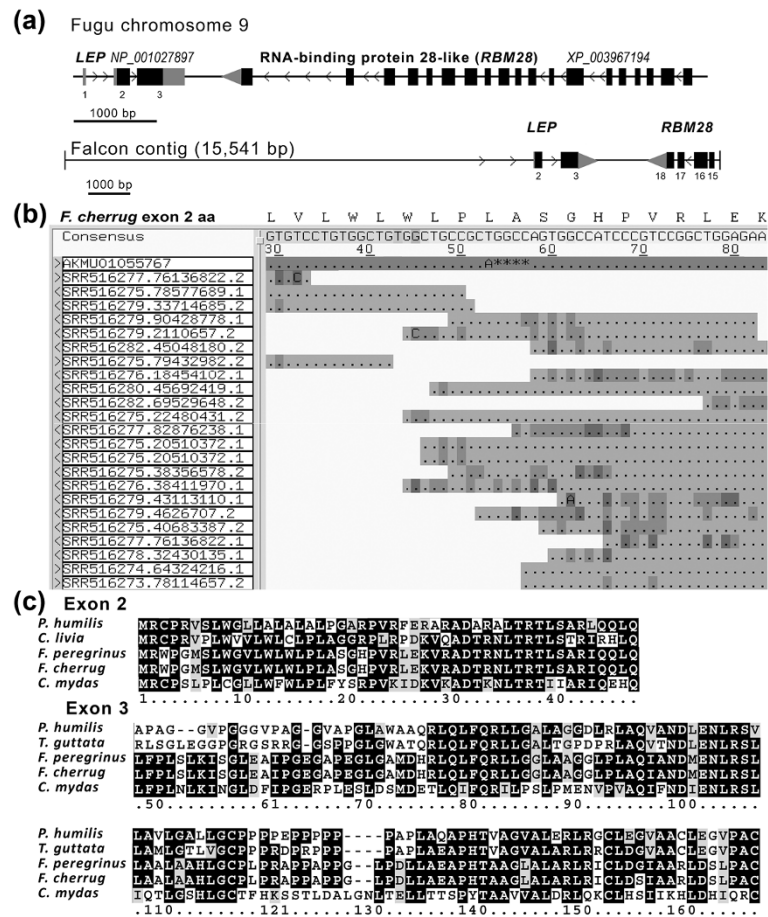 (a)
Fugu chromosome 9
LEP NP_001027897 RNA-binding protein 28-like (RBM28) XP_003967194
1 2 3
1000 bp
LEP RBM28
Falcon contig (15,541 bp)
2 3 18 17 16 15
1000 bp
(b)
F. cherrug exon 2 aa L V L W L W L P L A S G H P V R L E K
Consensus GTGTCCTGTGGCTGTGGCTGCCGCTGGCCAGTGGCCATCCCGTCCGGCTGGAGAA
30 40 50 60 70 80
AKMU01055767 A****
SRR516277.76136822.2 C
SRR516275.78577689.1
SRR516279.33714685.2
SRR516279.90428778.1
SRR516279.2110657.2 C
SRR516282.45048180.2
SRR516275.79432982.2
SRR516276.18454102.1
SRR516280.45692419.1
SRR516282.69529648.2
SRR516275.22480431.2
SRR516277.82876238.1
SRR516275.20510372.1
SRR516275.20510372.1
SRR516275.38356578.2
SRR516276.38411970.1
SRR516279.43113110.1 A
SRR516279.4626707.2
SRR516275.40683387.2
SRR516277.76136822.1
SRR516278.32430135.1
SRR516274.64324216.1
SRR516273.78114657.2
(c)
Exon 2
P. humilis MRCPRVSLWGLLALALALPGARPVRFERARADARALTRTLSARLQQLQ
C. livia MRCPRVPLWVVLWLCLPLAGGRPLRPDKVQADTRNLTRTLSTRIRHLQ
F. peregrinus MRWPGMSLWGVLWLWLPLASGHPVRLEKVRADTRNLTRTLSARIQQLQ
F. cherrug MRWPGMSLWGVLWLWLPLASGHPVRLEKVRADTRNLTRTLSARIQQLQ
C. mydas MRCPSLPLCGLLWFWLPLFYSRPVKIDKVKADTKNLTRTIIARIQEHQ
1........10........20........30........40........
Exon 3
P. humilis APAG--GVPGGGVPAG-GVAPGLAWAAQRLQLFQRLLGALAGGDLRLAQVANDLENLRSV
T. guttata RLSGLEGGPGRGSRRG-GSPPGLGWATQRLQLFQRLLGALTGPDPRLAQVTNDLENLRSL
F. peregrinus LFPLSLKISGLEAIPGEGAPEGLGAMDHRLQLFQRLLGGLAAGGLPLAQIANDMENLRSL
F. cherrug LFPLSLKISGLEAIPGEGAPEGLGAMDHRLQLFQRLLGGLAAGGLPLAQIANDMENLRSL
C. mydas LFPLNLKINGLDFIPGERPLESLDSMDETLQIFQRILSSLPMENVPVAQIFNDMENLRSL
.50........61........70........80........90........100......
P. humilis LAVLGALLGCPPPPEPPPPP----PAPLAQAPHTVAGVALERLRGCLEGVAACLEGVPAC
T. guttata LAMLGTLVGCPPPRDPRPPP----PAPLAEAPHTVAGVALARLRLCLDGVAACLDGVPAC
F. peregrinus LAALAAHLGCPLPRAPPAPPG--LPDLLAEAPHTAAGLALARLRICLDGIAARLDSLPAC
F. cherrug LAALAAHLGCPLPRAPPAPPG--LPDLLAEAPHTAAGLALARLRLCLDSIAARLDSLPAC
C. mydas IQTLGSHLGCTFHKSSTLDALGNLTELLTTSPYTAAVVALDRLQKCLHSIIKHLDHIQRC
.110........121........130........140........150........160......